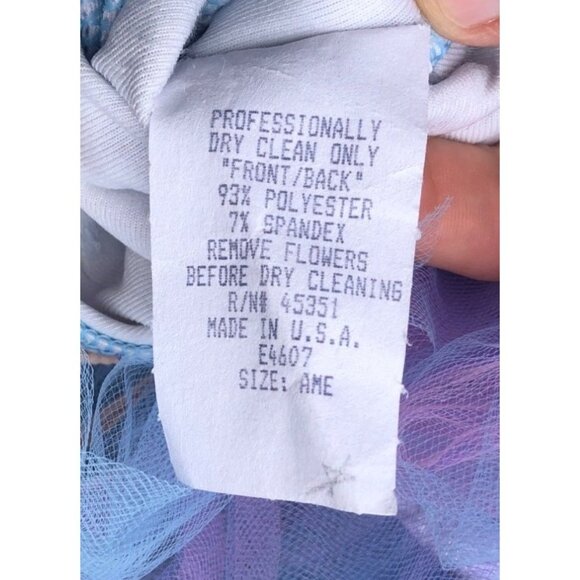 PROFESSIONALLY
DRY CLEAN ONLY
"FRONT/BACK"
93% POLYESTER
7% SPANDEX
REMOVE FLOWERS
BEFORE DRY CLEANING
R/N# 45351
MADE IN U.S.A.
E4607
SIZE: AME